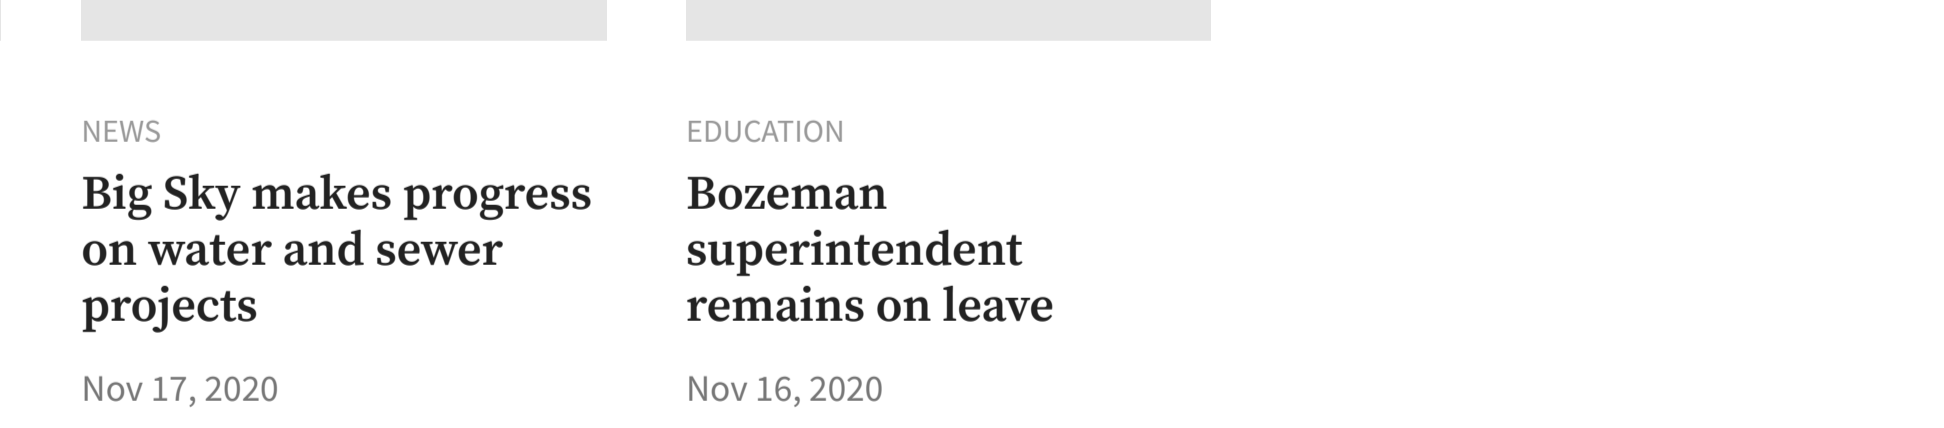 NEWS
Big Sky makes progress
on water and sewer
projects
Nov 17, 2020
EDUCATION
Bozeman
superintendent
remains on leave
Nov 16, 2020